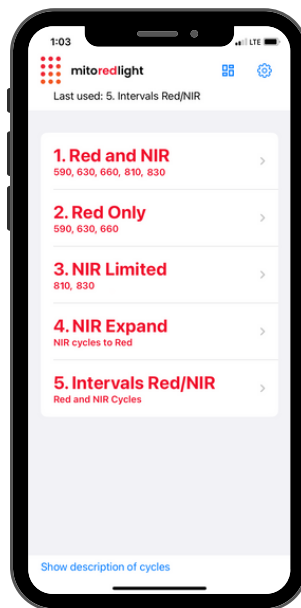 1:03
LTE
mitoredlight
Last used: 5. Intervals Red/NIR
1. Red and NIR
590, 630, 660, 810, 830
2. Red Only
590, 630, 660
3. NIR Limited
810, 830
4. NIR Expand
NIR cycles to Red
5. Intervals Red/NIR
Red and NIR Cycles
Show description of cycles